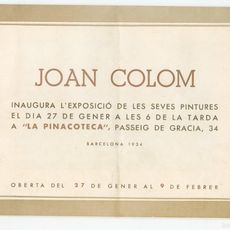 JOAN COLOM
INAUGURA L'EXPOSICIÓ DE LES SEVES PINTURES
EL DIA 27 DE GENER A LES 6 DE LA TARDA
A "LA PINACOTECA", PASSEIG DE GRACIA, 34
BARCELONA 1934
OBERTA DEL 27 DE GENER AL 9 DE FEBRER